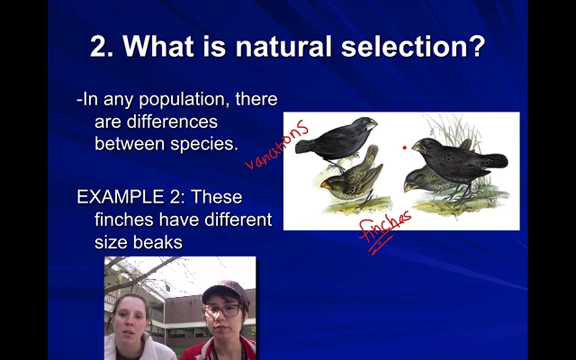 2. What is natural selection?
-In any population, there
are differences
between species.
variations
EXAMPLE 2: These
finches have different
size beaks
finches